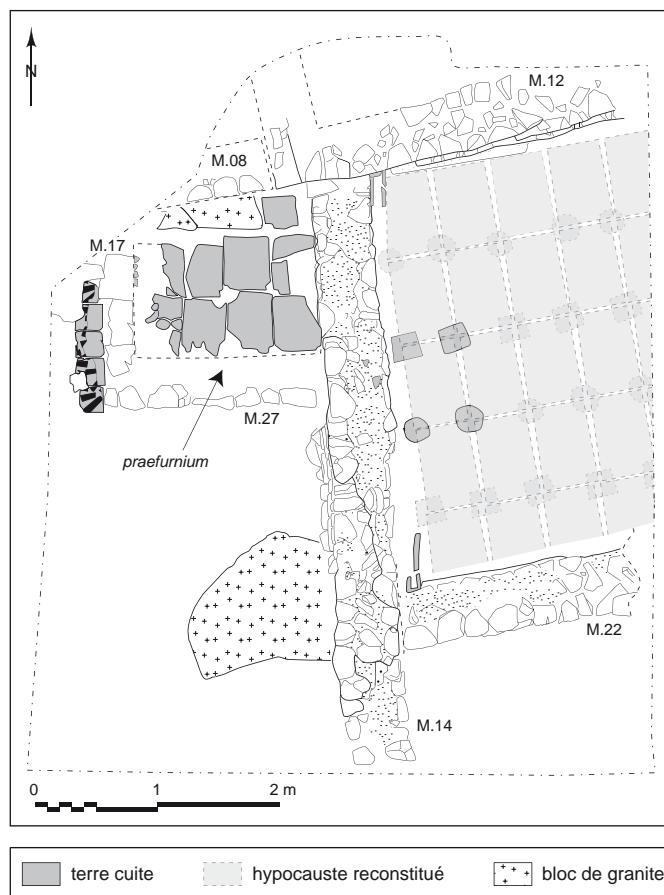 N
M.12
M.08
M.17
M.27
praefurnium
M.22
M.14
0 1 2 m
terre cuite hypocauste reconstitué bloc de granite